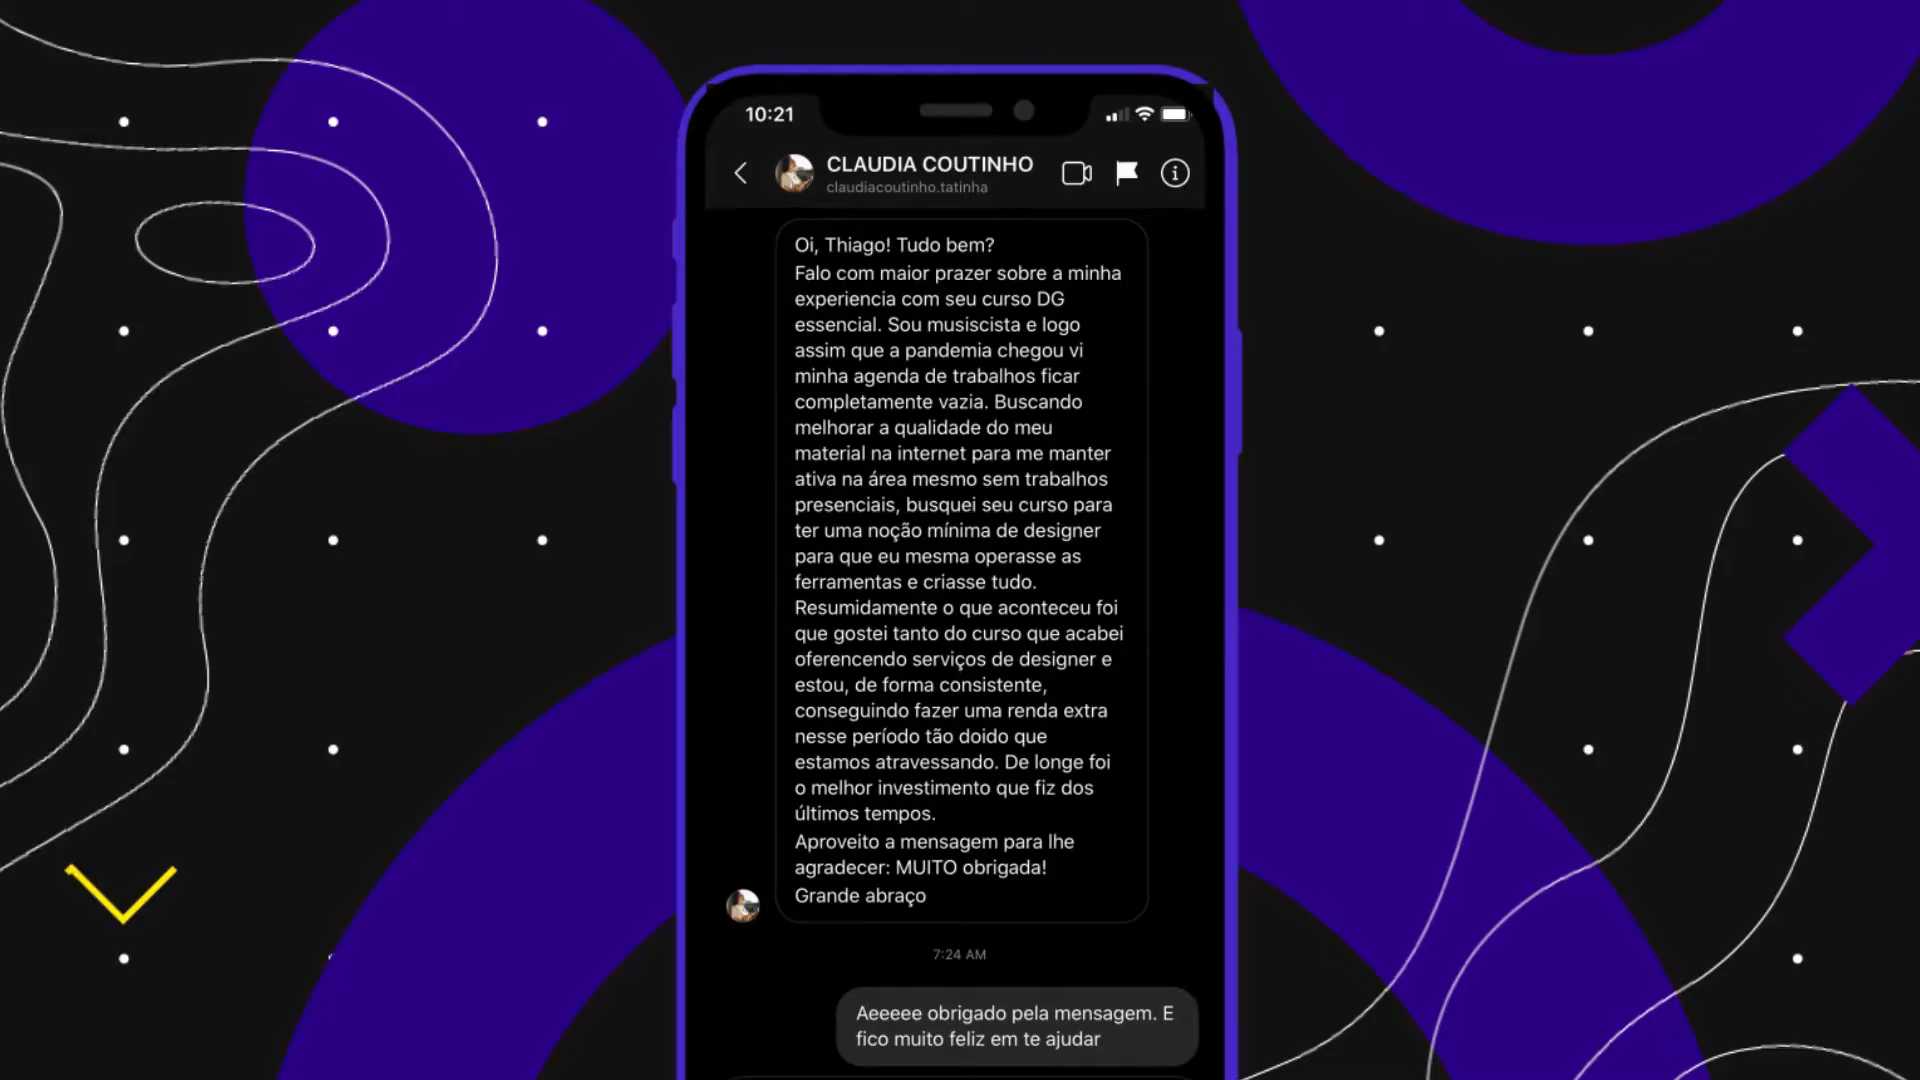 10:21
CLAUDIA COUTINHO
claudiacoutinho.tatinha
Oi, Thiago! Tudo bem?
Falo com maior prazer sobre a minha
experiencia com seu curso DG
essencial. Sou musiscista e logo
assim que a pandemia chegou vi
minha agenda de trabalhos ficar
completamente vazia. Buscando
melhorar a qualidade do meu
material na internet para me manter
ativa na área mesmo sem trabalhos
presenciais, busquei seu curso para
ter uma noção mínima de designer
para que eu mesma operasse as
ferramentas e criasse tudo.
Resumidamente o que aconteceu foi
que gostei tanto do curso que acabei
oferencendo serviços de designer e
estou, de forma consistente,
conseguindo fazer uma renda extra
nesse período tão doido que
estamos atravessando. De longe foi
o melhor investimento que fiz dos
últimos tempos.
Aproveito a mensagem para lhe
agradecer: MUITO obrigada!
Grande abraço
7:24 AM
Aeeeee obrigado pela mensagem. E
fico muito feliz em te ajudar